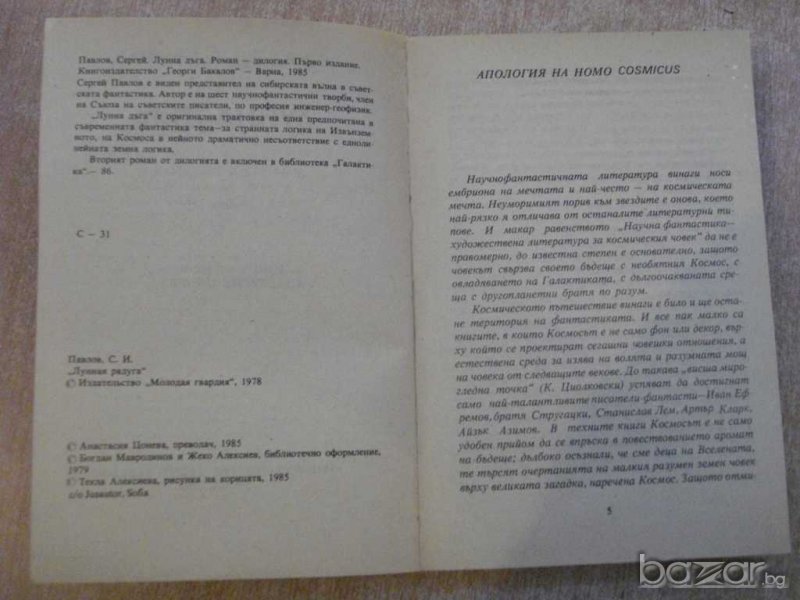 Павлов, Сергей. Лунна дъга. Роман — дилогия. Първо издание.
Книгоиздателство „Георги Бакалов" — Варна, 1985
Сергей Павлов е виден представител на сибирската вълна в съвет-
ската фантастика. Автор е на шест научнофантастични творби, член
на Съюза на съветските писатели, по професия инженер-геофизик.
„Лунна дъга" е оригинална трактовка на една предпочитана в
съвременната фантастика тема—за странната логика на Извънзем-
ното, на Космоса в нейното драматично несъответствие с едноли-
нейната земна логика.
Вторият роман от дилогията е включен в библиотека „Галакти-
ка".— 86.
С — 31
Павлов, С. И.
„Лунная радуга"
© Издательство „Молодая гвардия", 1978
© Анастасия Цонева, преводач, 1985
© Богдан Мавродинов и Жеко Алексиев, библиотечно оформление,
1979
© Текла Алексиева, рисунка на корицата, 1985
c/o Jusautor, Sofia
АПОЛОГИЯ НА HOMO COSMICUS
Научнофантастичната литература винаги носи
ембриона на мечтата и най-често — на космическата
мечта. Неуморимият порив към звездите е онова, което
най-рязко я отличава от останалите литературни ти-
пове. И макар равенството „Научна фантастика—
художествена литература за космическия човек" да не е
правомерно, до известна степен е основателно, защото
човекът свързва своето бъдеще с необятния Космос, с
овладяването на Галактиката, с дългоочакваната сре-
ща с другопланетни братя по разум.
Космическото пътешествие винаги е било и ще оста-
не територия на фантастиката. И все пак малко са
книгите, в които Космосът е не само фон или декор, вър-
ху който се проектират сегашни човешки отношения, а
естествена среда за изява на волята и разумната мощ
на човека от следващите векове. До такава „висша миро-
гледна точка" (К. Циолковски) успяват да достигнат
само най-талантливите писатели-фантасти—Иван Еф
ремов, братя Стругацки, Станислав Лем, Артър Кларк,
Айзък Азимов. В техните книги Космосът е не само
удобен прийом да се впръска в повествованието аромат
на бъдеще; дълбоко осъзнали, че сме деца на Вселената,
те търсят очертанията на малкия разумен земен човек
върху великата загадка, наречена Космос. Защото отми-
5
bazar.bg